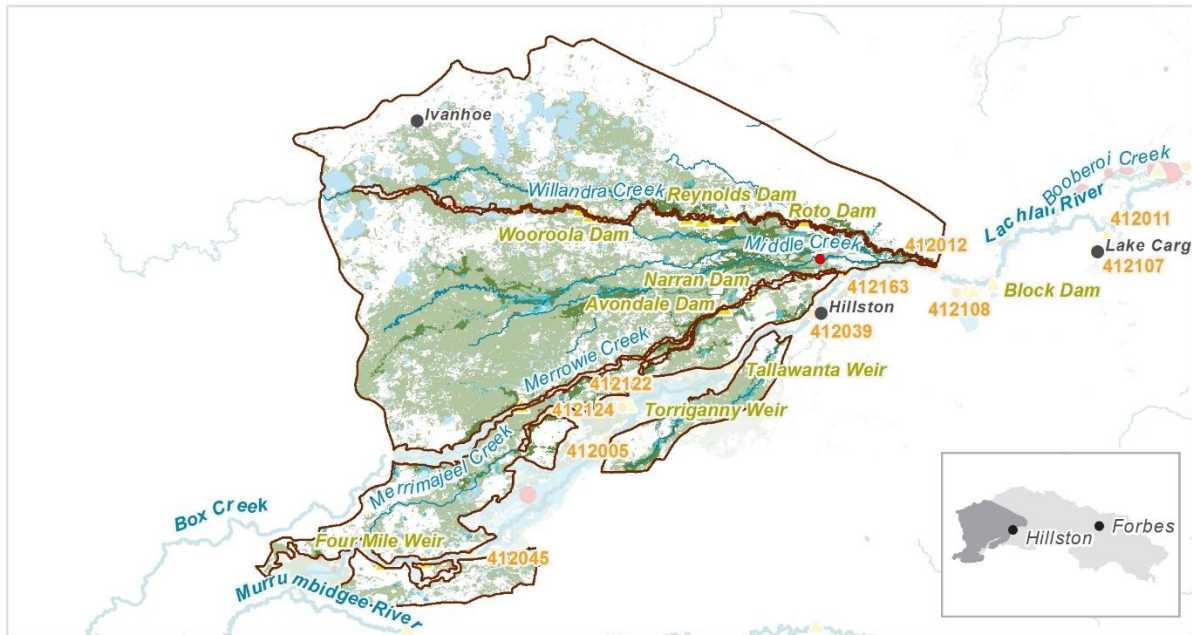 Ivanhoe
Booberoi Creek
Willandra Creek
Reynolds Dam
Lachlan River
Roto Dam
412011
Wooroola Dam
Middle Creek
412012
Lake Carg
412107
Narran Dam
412163
Block Dam
Avondale Dam
412108
Hillston
412039
Merrowie Creek
Tallawanta Weir
412122
412124
Torriganny Weir
412005
Merrimajeel Creek
Box Creek
Four Mile Weir
412045
Murrumbidgee River
Forbes
Hillston